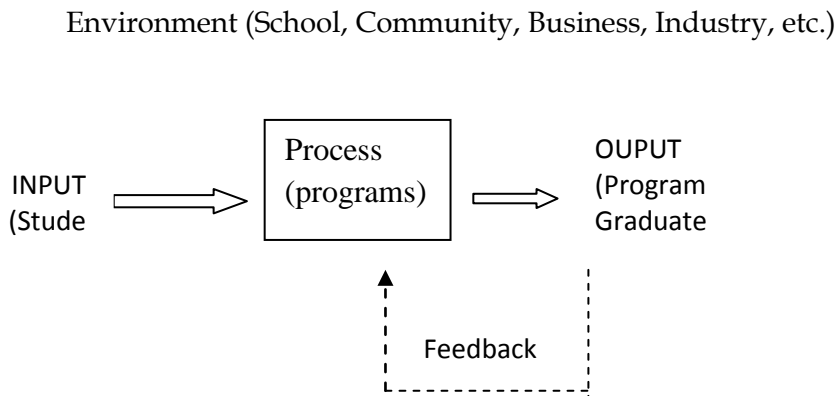 Environment (School, Community, Business, Industry, etc.)
Process
(programs)
INPUT
(Stude
OUPUT
(Program
Graduate
Feedback